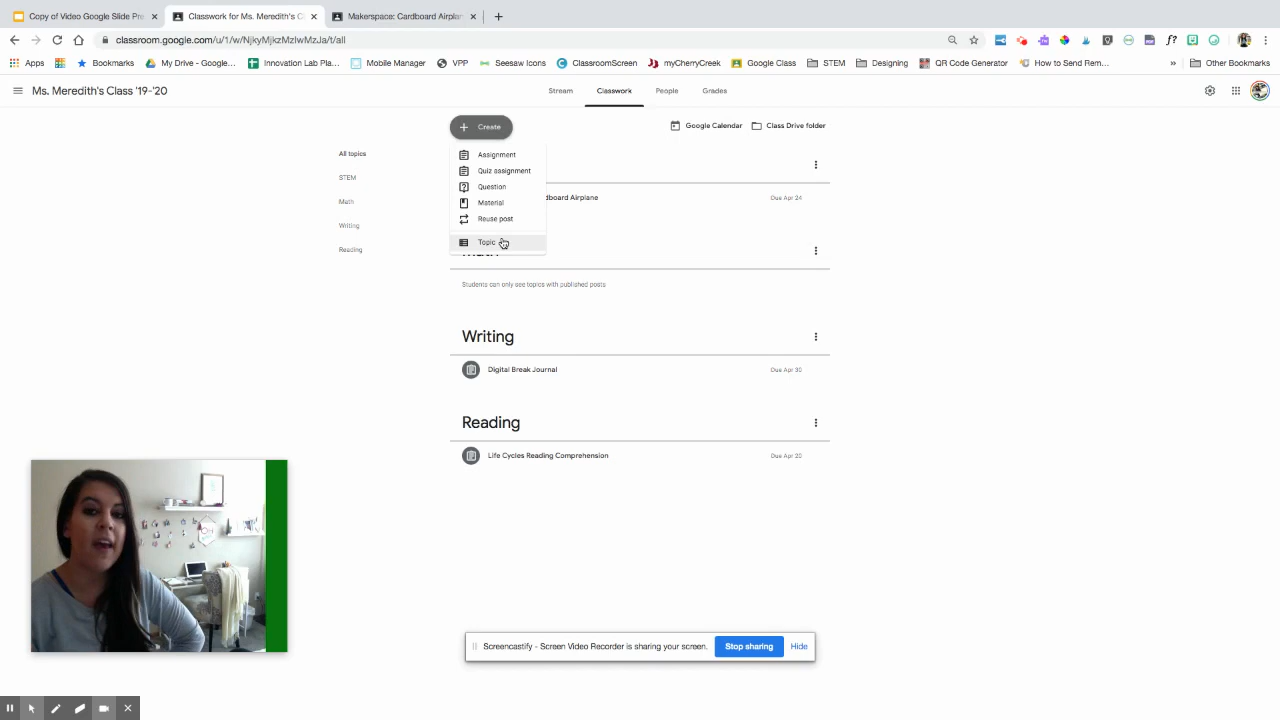 Copy of Video Google Slide Pre
Classwork for Ms. Meredith's C
Makerspace: Cardboard Airplan
classroom.google.com/u/1/w/NjkyMjkzMzIwMzJa/t/all
Apps
Bookmarks
My Drive - Google...
Innovation Lab Pla...
Mobile Manager
VPP
Seesaw Icons
ClassroomScreen
myCherryCreek
Google Class
STEM
Designing
QR Code Generator
How to Send Rem...
»
Other Bookmarks
Ms. Meredith's Class '19-'20
Stream
Classwork
People
Grades
Create
Google Calendar
Class Drive folder
All topics
STEM
Math
Writing
Reading
Assignment
Quiz assignment
Question
Material
Reuse post
Topic
dboard Airplane
Due Apr 24
Students can only see topics with published posts
Writing
Digital Break Journal
Due Apr 30
Reading
Life Cycles Reading Comprehension
Due Apr 20
Screencastify - Screen Video Recorder is sharing your screen.
Stop sharing
Hide